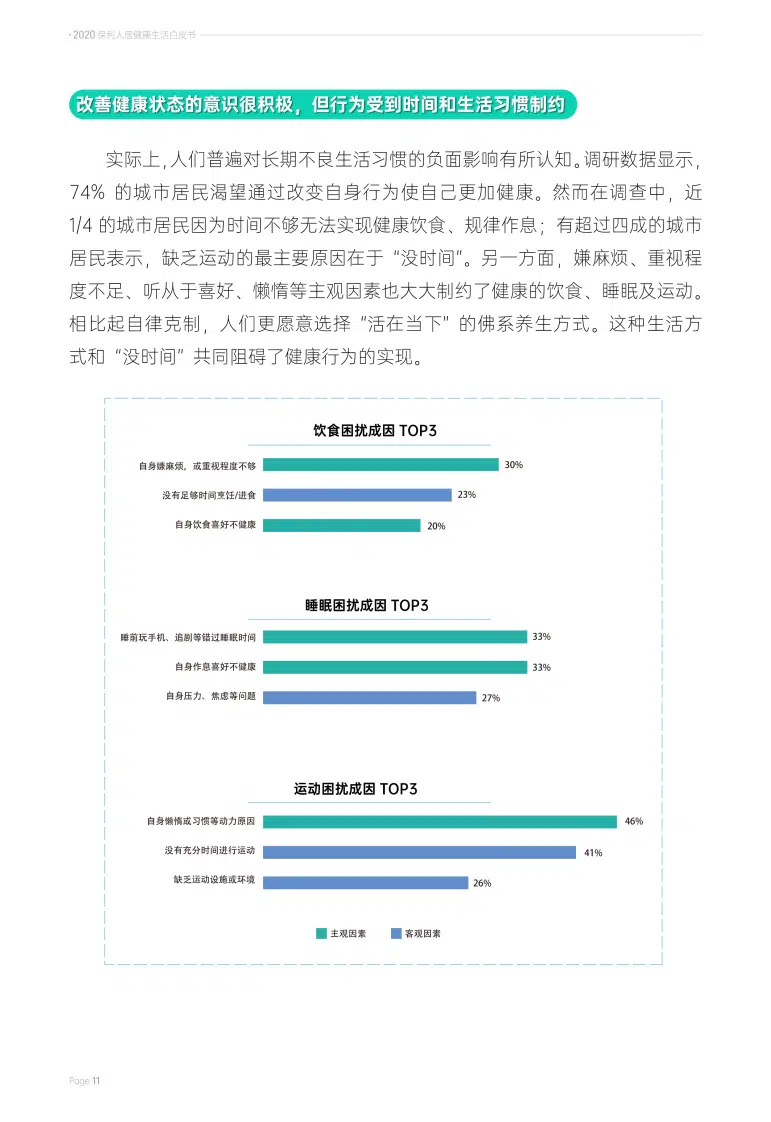 · 2020 保利人居健康生活白皮书
改善健康状态的意识很积极，但行为受到时间和生活习惯制约
实际上，人们普遍对长期不良生活习惯的负面影响有所认知。调研数据显示，
74% 的城市居民渴望通过改变自身行为使自己更加健康。然而在调查中，近
1/4 的城市居民因为时间不够无法实现健康饮食、规律作息；有超过四成的城市
居民表示，缺乏运动的最主要原因在于“没时间”。另一方面，嫌麻烦、重视程
度不足、听从于喜好、懒惰等主观因素也大大制约了健康的饮食、睡眠及运动。
相比起自律克制，人们更愿意选择“活在当下”的佛系养生方式。这种生活方
式和“没时间”共同阻碍了健康行为的实现。
饮食困扰成因 TOP3
自身嫌麻烦，或重视程度不够 30%
没有足够时间烹饪/进食 23%
自身饮食喜好不健康 20%
睡眠困扰成因 TOP3
睡前玩手机、追剧等错过睡眠时间 33%
自身作息喜好不健康 33%
自身压力、焦虑等问题 27%
运动困扰成因 TOP3
自身懒惰或习惯等动力原因 46%
没有充分时间进行运动 41%
缺乏运动设施或环境 26%
主观因素 客观因素
Page 11